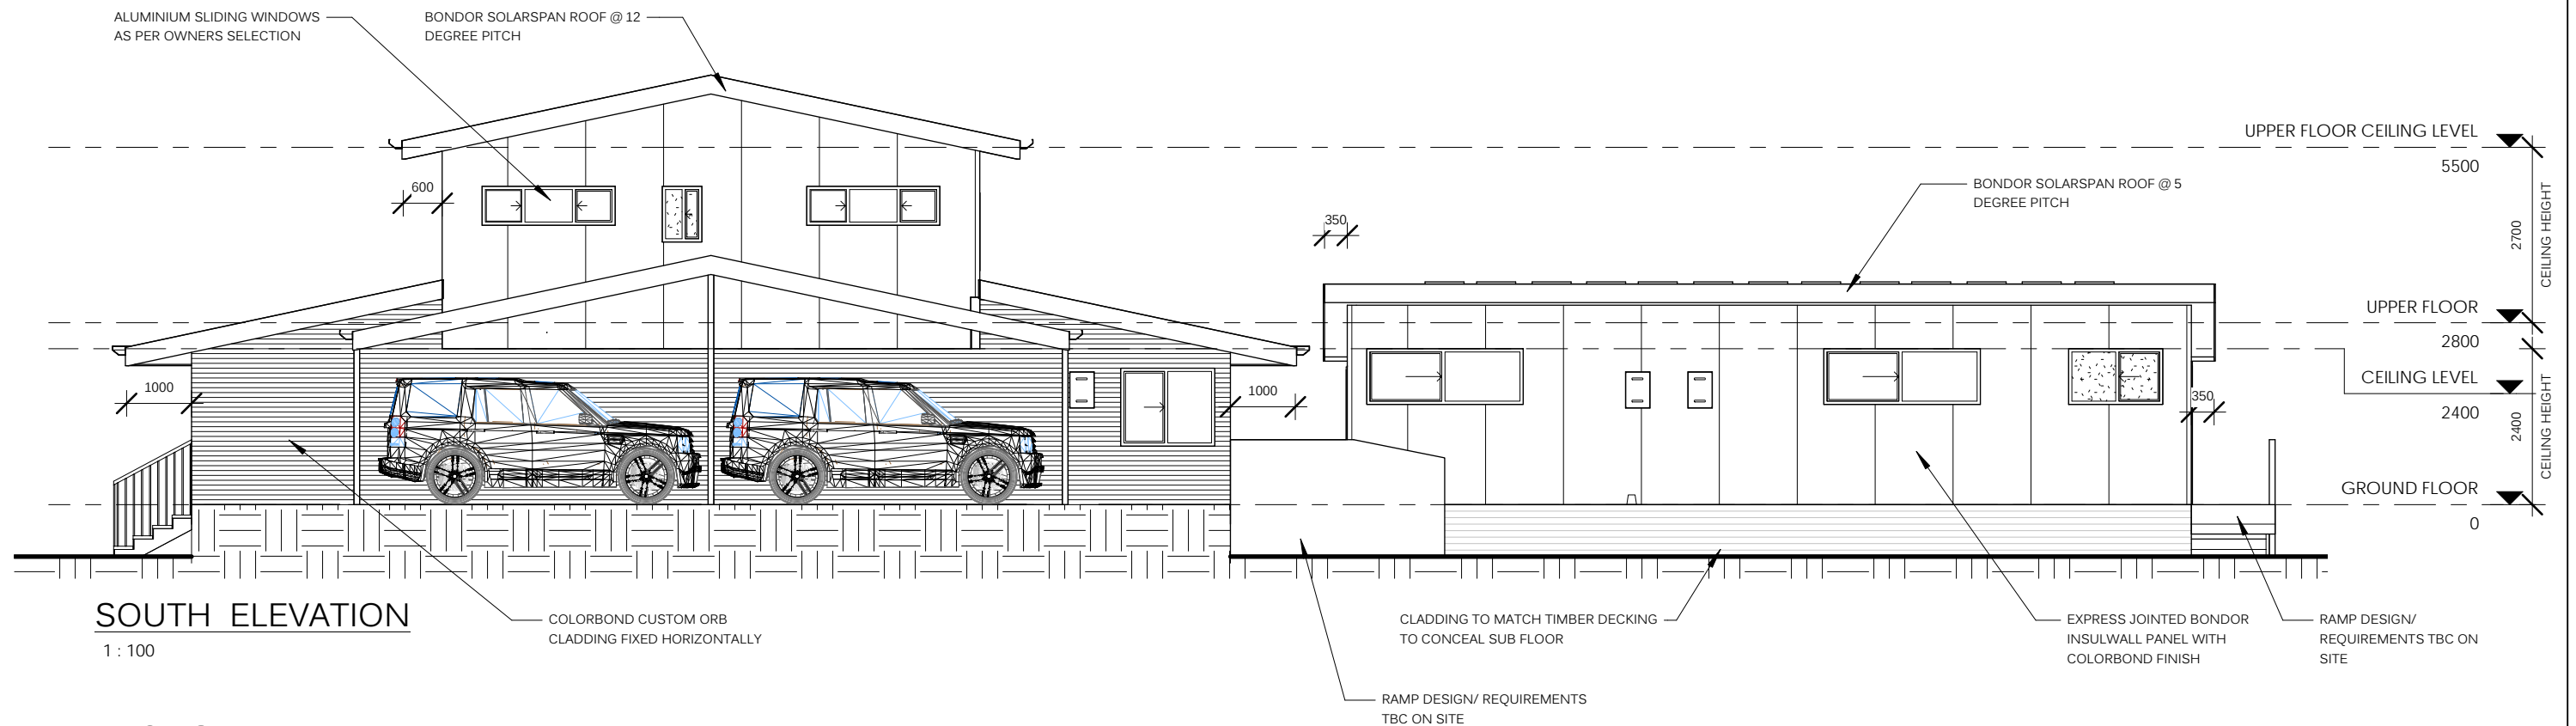 ALUMINIUM SLIDING WINDOWS
AS PER OWNERS SELECTION
BONDOR SOLARSPAN ROOF @ 12
DEGREE PITCH
UPPER FLOOR CEILING LEVEL
5500
600
BONDOR SOLARSPAN ROOF @ 5
DEGREE PITCH
350
2700
CEILING HEIGHT
UPPER FLOOR
2800
CEILING LEVEL
2400
1000
1000
350
2400
CEILING HEIGHT
GROUND FLOOR
0
SOUTH ELEVATION
1 : 100
COLORBOND CUSTOM ORB
CLADDING FIXED HORIZONTALLY
CLADDING TO MATCH TIMBER DECKING
TO CONCEAL SUB FLOOR
EXPRESS JOINTED BONDOR
INSULWALL PANEL WITH
COLORBOND FINISH
RAMP DESIGN/
REQUIREMENTS TBC ON
SITE
RAMP DESIGN/ REQUIREMENTS
TBC ON SITE